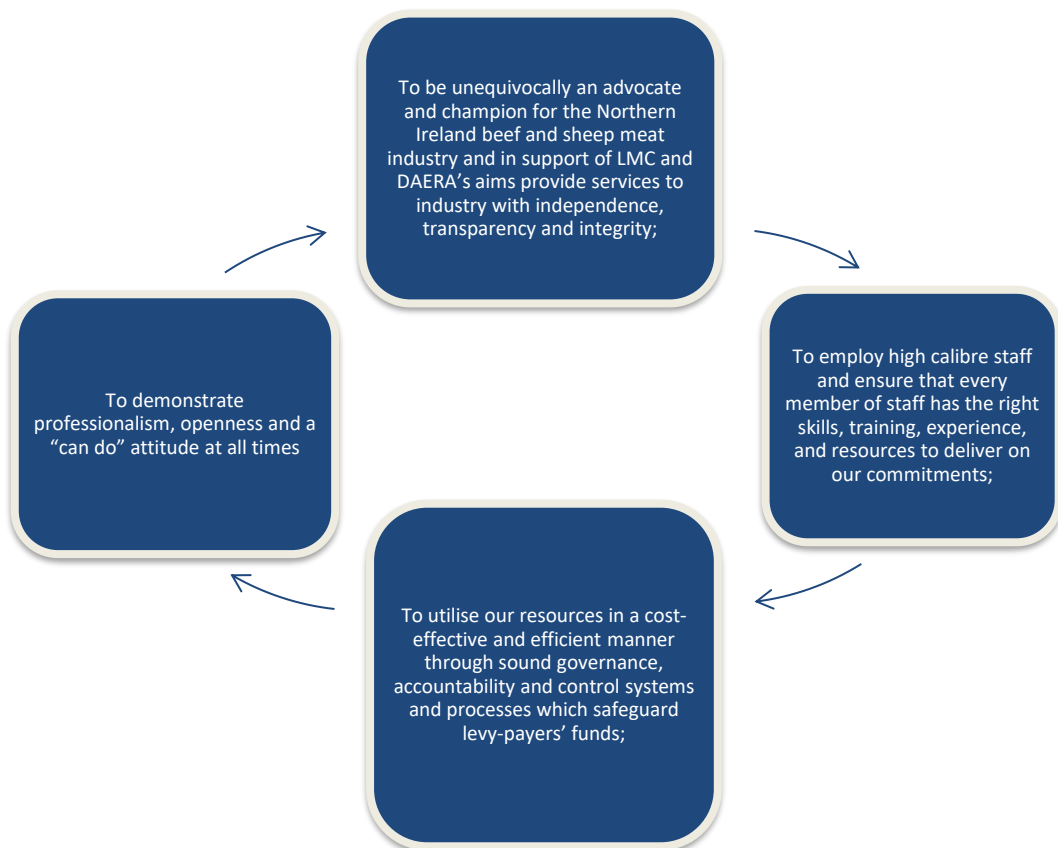 To be unequivocally an advocate
and champion for the Northern
Ireland beef and sheep meat
industry and in support of LMC and
DAERA’s aims provide services to
industry with independence,
transparency and integrity;
To employ high calibre staff
and ensure that every
member of staff has the right
skills, training, experience,
and resources to deliver on
our commitments;
To utilise our resources in a cost-
effective and efficient manner
through sound governance,
accountability and control systems
and processes which safeguard
levy-payers’ funds;
To demonstrate
professionalism, openness and a
“can do” attitude at all times